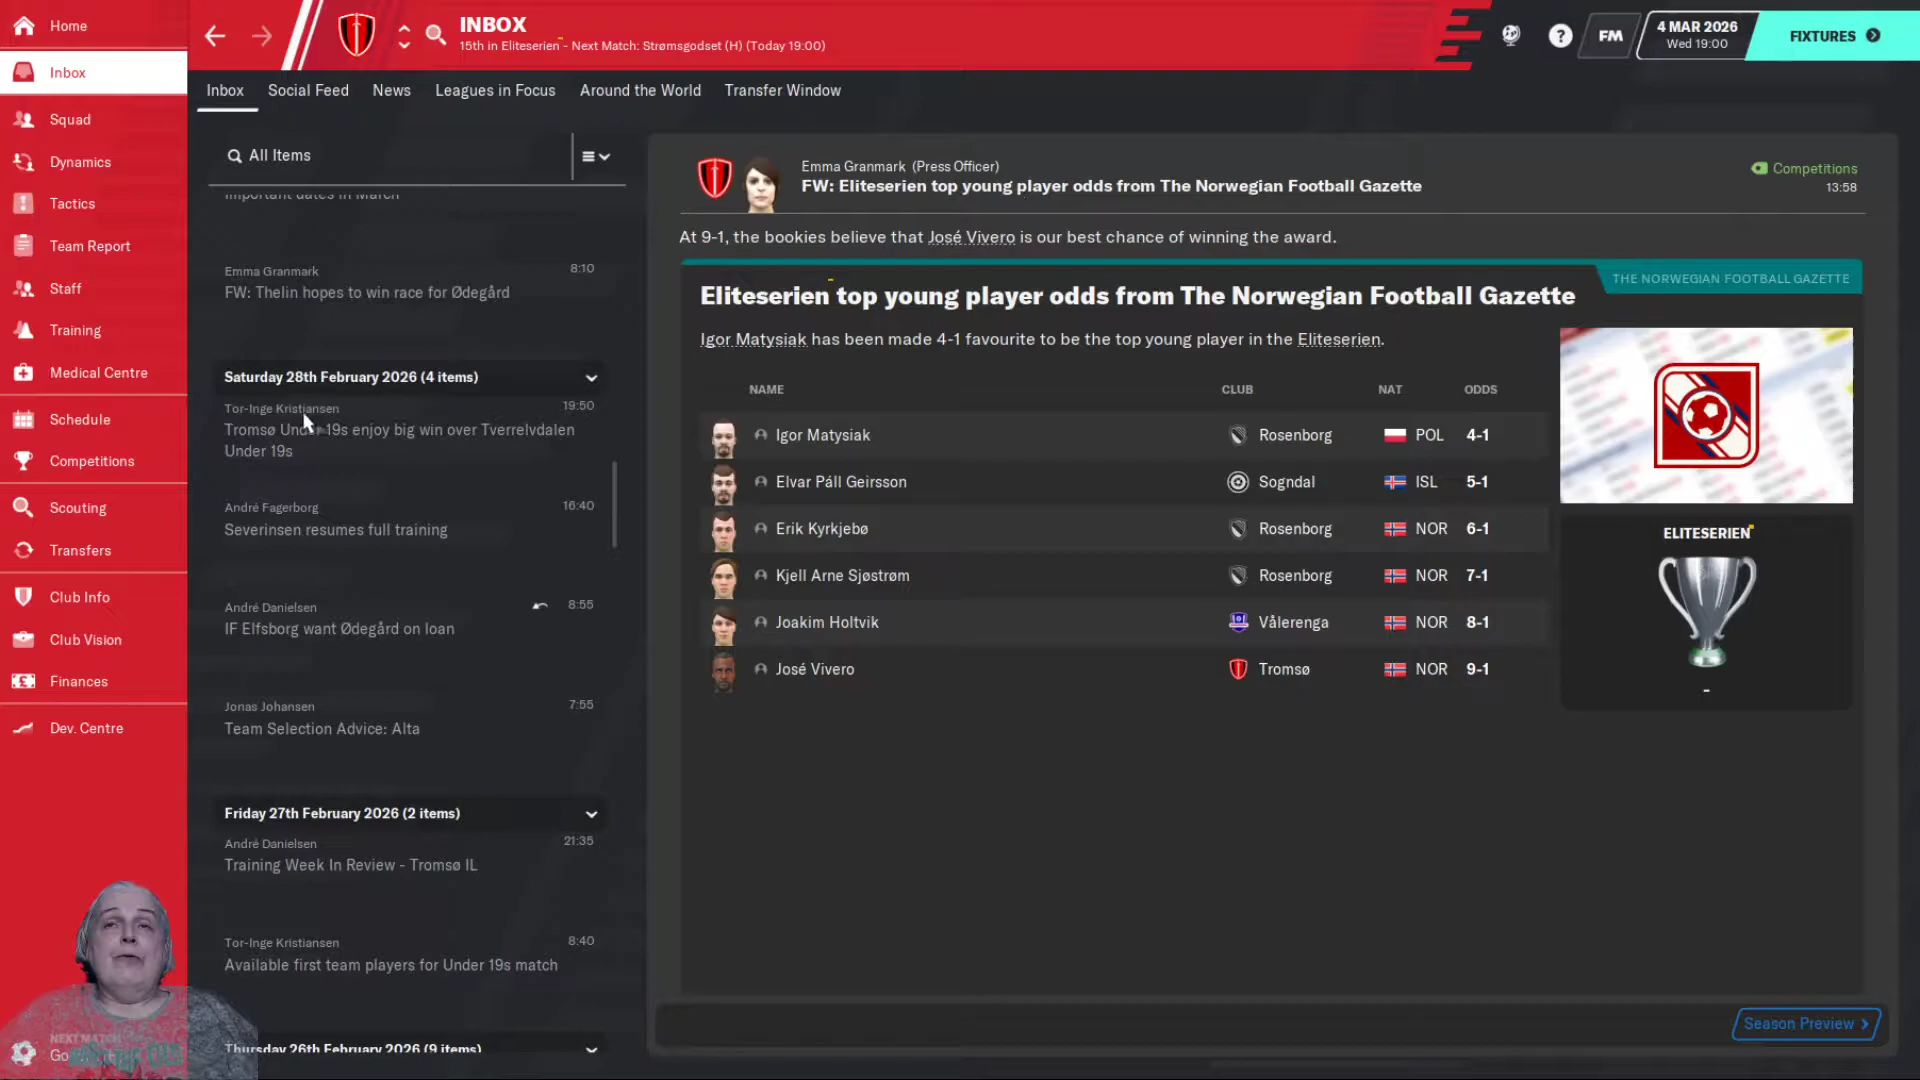 Home
Inbox
Squad
Dynamics
Tactics
Team Report
Staff
Training
Medical Centre
Schedule
Competitions
Scouting
Transfers
Club Info
Club Vision
Finances
Dev. Centre
NEXT MATCH
INBOX
15th in Eliteserien - Next Match: Strømsgodset (H) (Today 19:00)
FM
4 MAR 2026
Wed 19:00
FIXTURES
Inbox Social Feed News Leagues in Focus Around the World Transfer Window
All Items
Important dates in March
Emma Granmark 8:10
FW: Thelin hopes to win race for Ødegård
Saturday 28th February 2026 (4 items)
Tor-Inge Kristiansen 19:50
Tromsø Under 19s enjoy big win over Tverrelvdalen
Under 19s
André Fagerborg 16:40
Severinsen resumes full training
André Danielsen 8:55
IF Elfsborg want Ødegård on loan
Jonas Johansen 7:55
Team Selection Advice: Alta
Friday 27th February 2026 (2 items)
André Danielsen 21:35
Training Week In Review - Tromsø IL
Tor-Inge Kristiansen 8:40
Available first team players for Under 19s match
Thursday 26th February 2026 (9 items)
Emma Granmark (Press Officer)
FW: Eliteserien top young player odds from The Norwegian Football Gazette
Competitions
13:58
At 9-1, the bookies believe that José Vivero is our best chance of winning the award.
THE NORWEGIAN FOOTBALL GAZETTE
Eliteserien top young player odds from The Norwegian Football Gazette
Igor Matysiak has been made 4-1 favourite to be the top young player in the Eliteserien.
NAME CLUB NAT ODDS
Igor Matysiak Rosenborg POL 4-1
Elvar Páll Geirsson Sogndal ISL 5-1
Erik Kyrkjebø Rosenborg NOR 6-1
Kjell Arne Sjøstrøm Rosenborg NOR 7-1
Joakim Holtvik Vålerenga NOR 8-1
José Vivero Tromsø NOR 9-1
ELITESERIEN
-
Season Preview